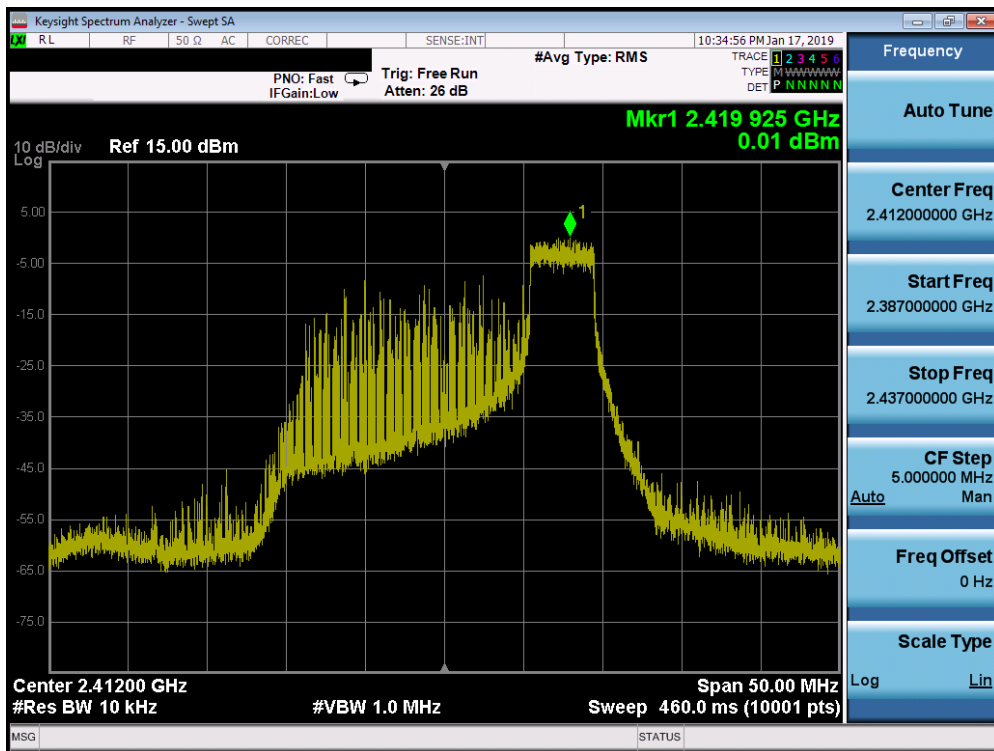 Keysight Spectrum Analyzer - Swept SA
LXI RL RF 50 Ω AC CORREC SENSE:INT 10:34:56 PM Jan 17, 2019
#Avg Type: RMS
TRACE 1 2 3 4 5 6
PNO: Fast Trig: Free Run TYPE M WWWWW
IFGain:Low Atten: 26 dB DET P N N N N N
Mkr1 2.419 925 GHz
0.01 dBm
10 dB/div Ref 15.00 dBm
Log
1
5.00
-5.00
-15.0
-25.0
-35.0
-45.0
-55.0
-65.0
-75.0
Center 2.41200 GHz Span 50.00 MHz
#Res BW 10 kHz #VBW 1.0 MHz Sweep 460.0 ms (10001 pts)
MSG STATUS
Frequency
Auto Tune
Center Freq
2.412000000 GHz
Start Freq
2.387000000 GHz
Stop Freq
2.437000000 GHz
CF Step
5.000000 MHz
Auto Man
Freq Offset
0 Hz
Scale Type
Log Lin